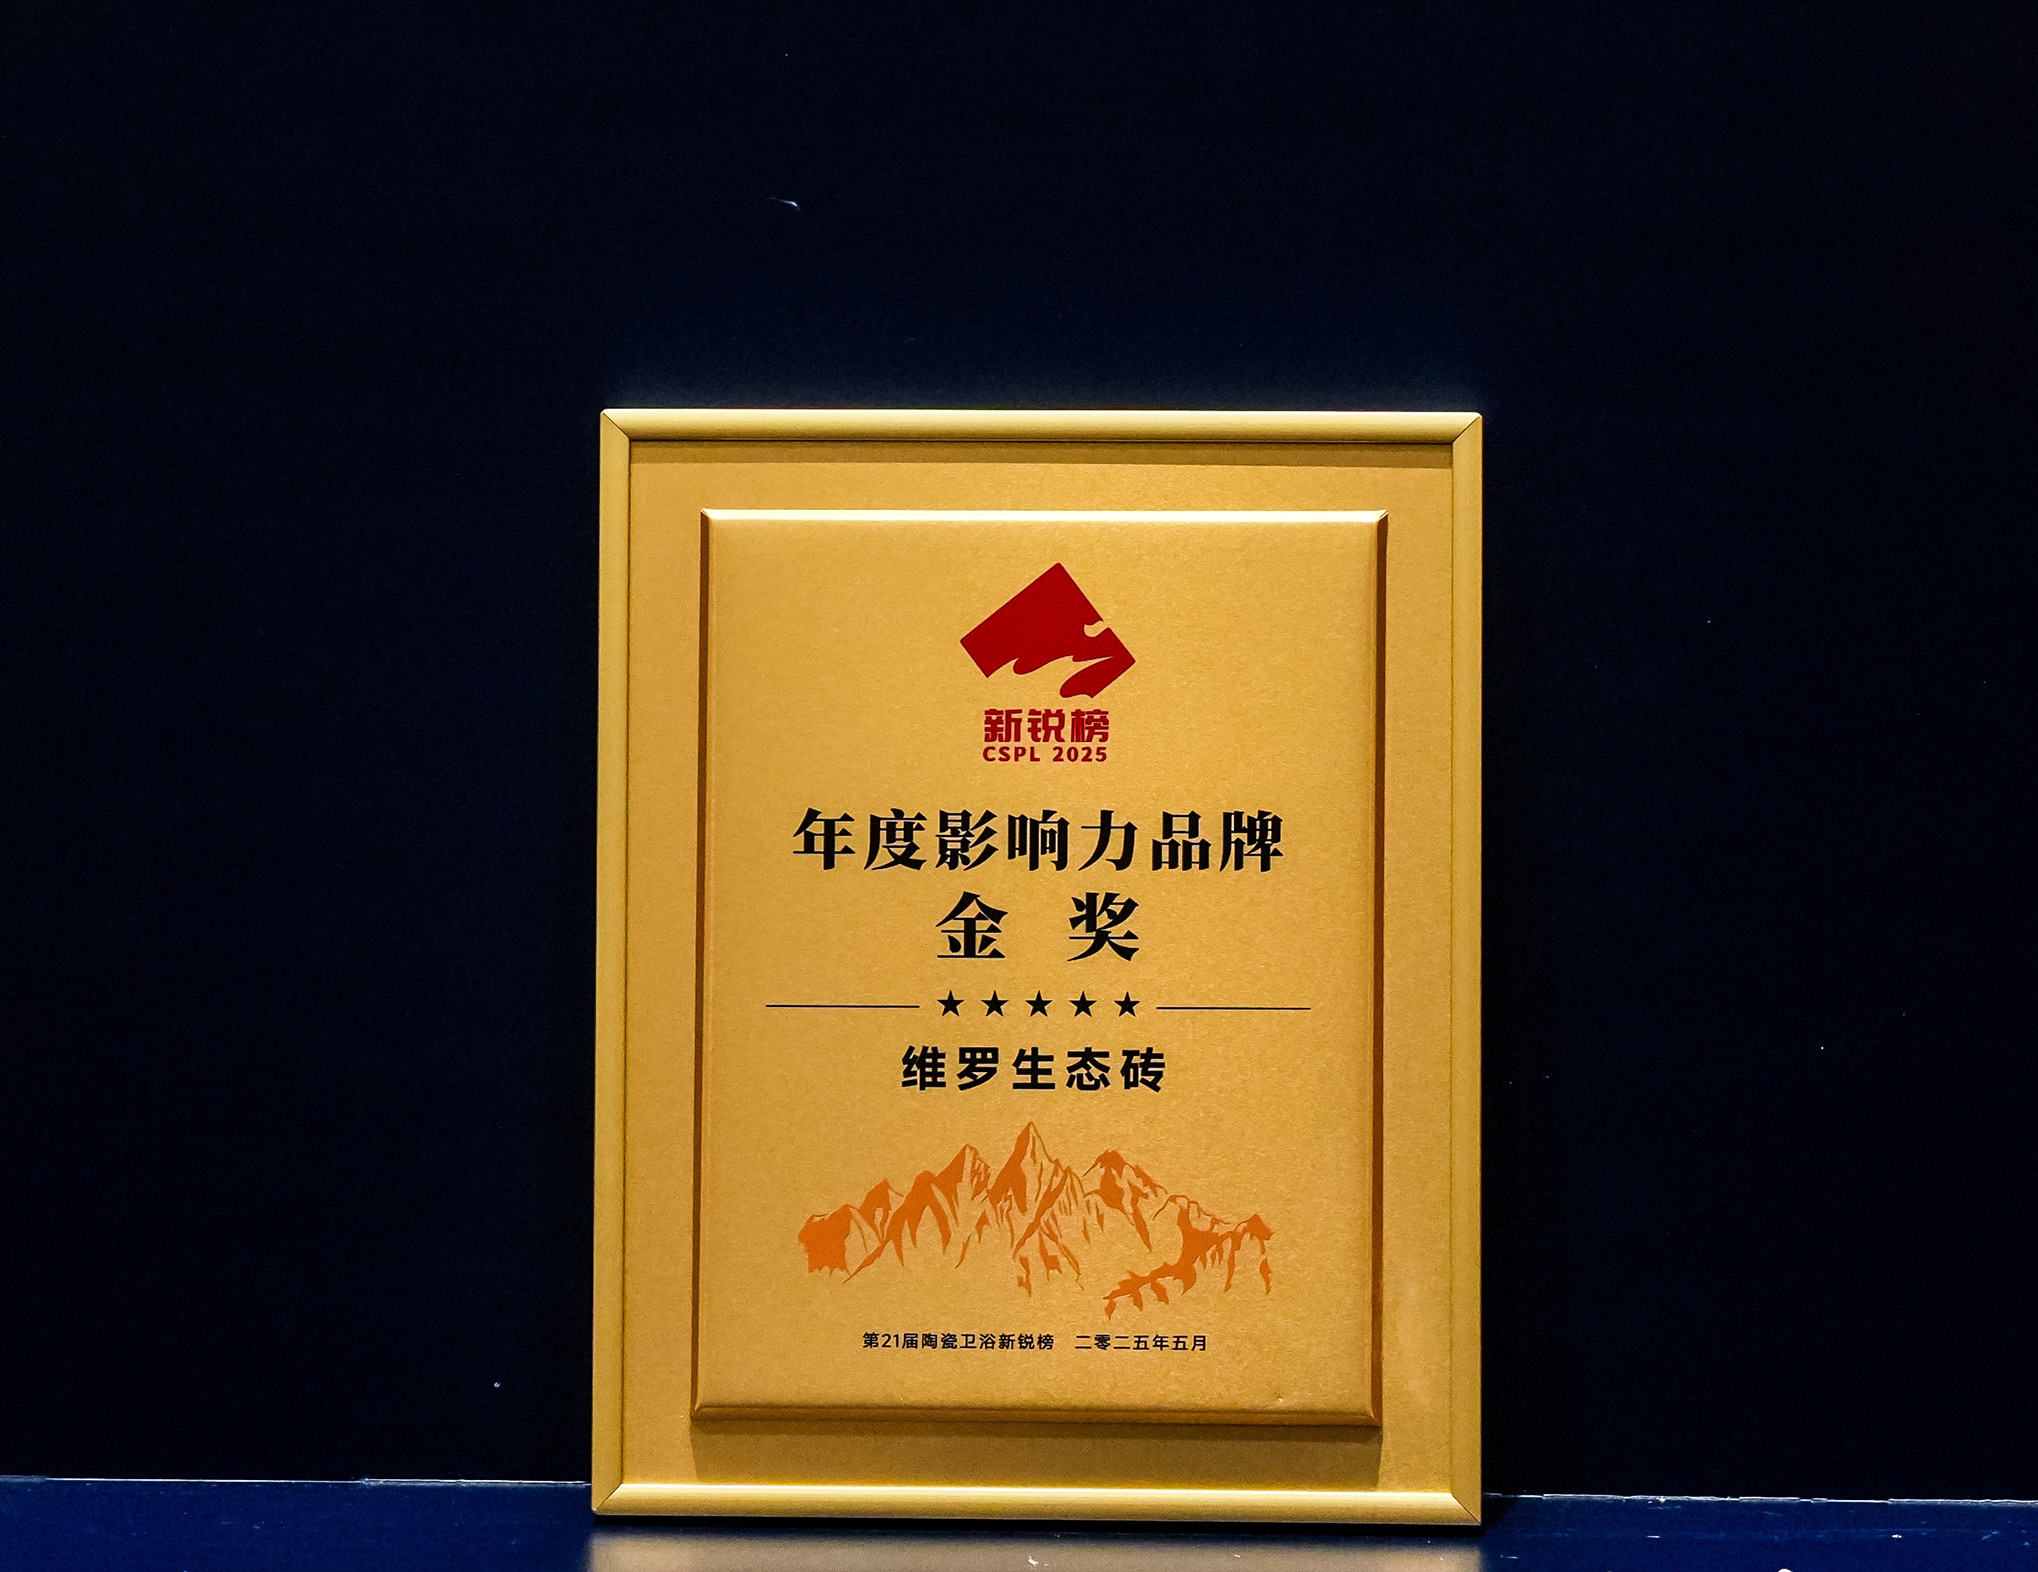 新锐榜
CSPL 2025
年度影响力品牌
金奖
★★★★★
维罗生态砖
第21届陶瓷卫浴新锐榜 二零二五年五月